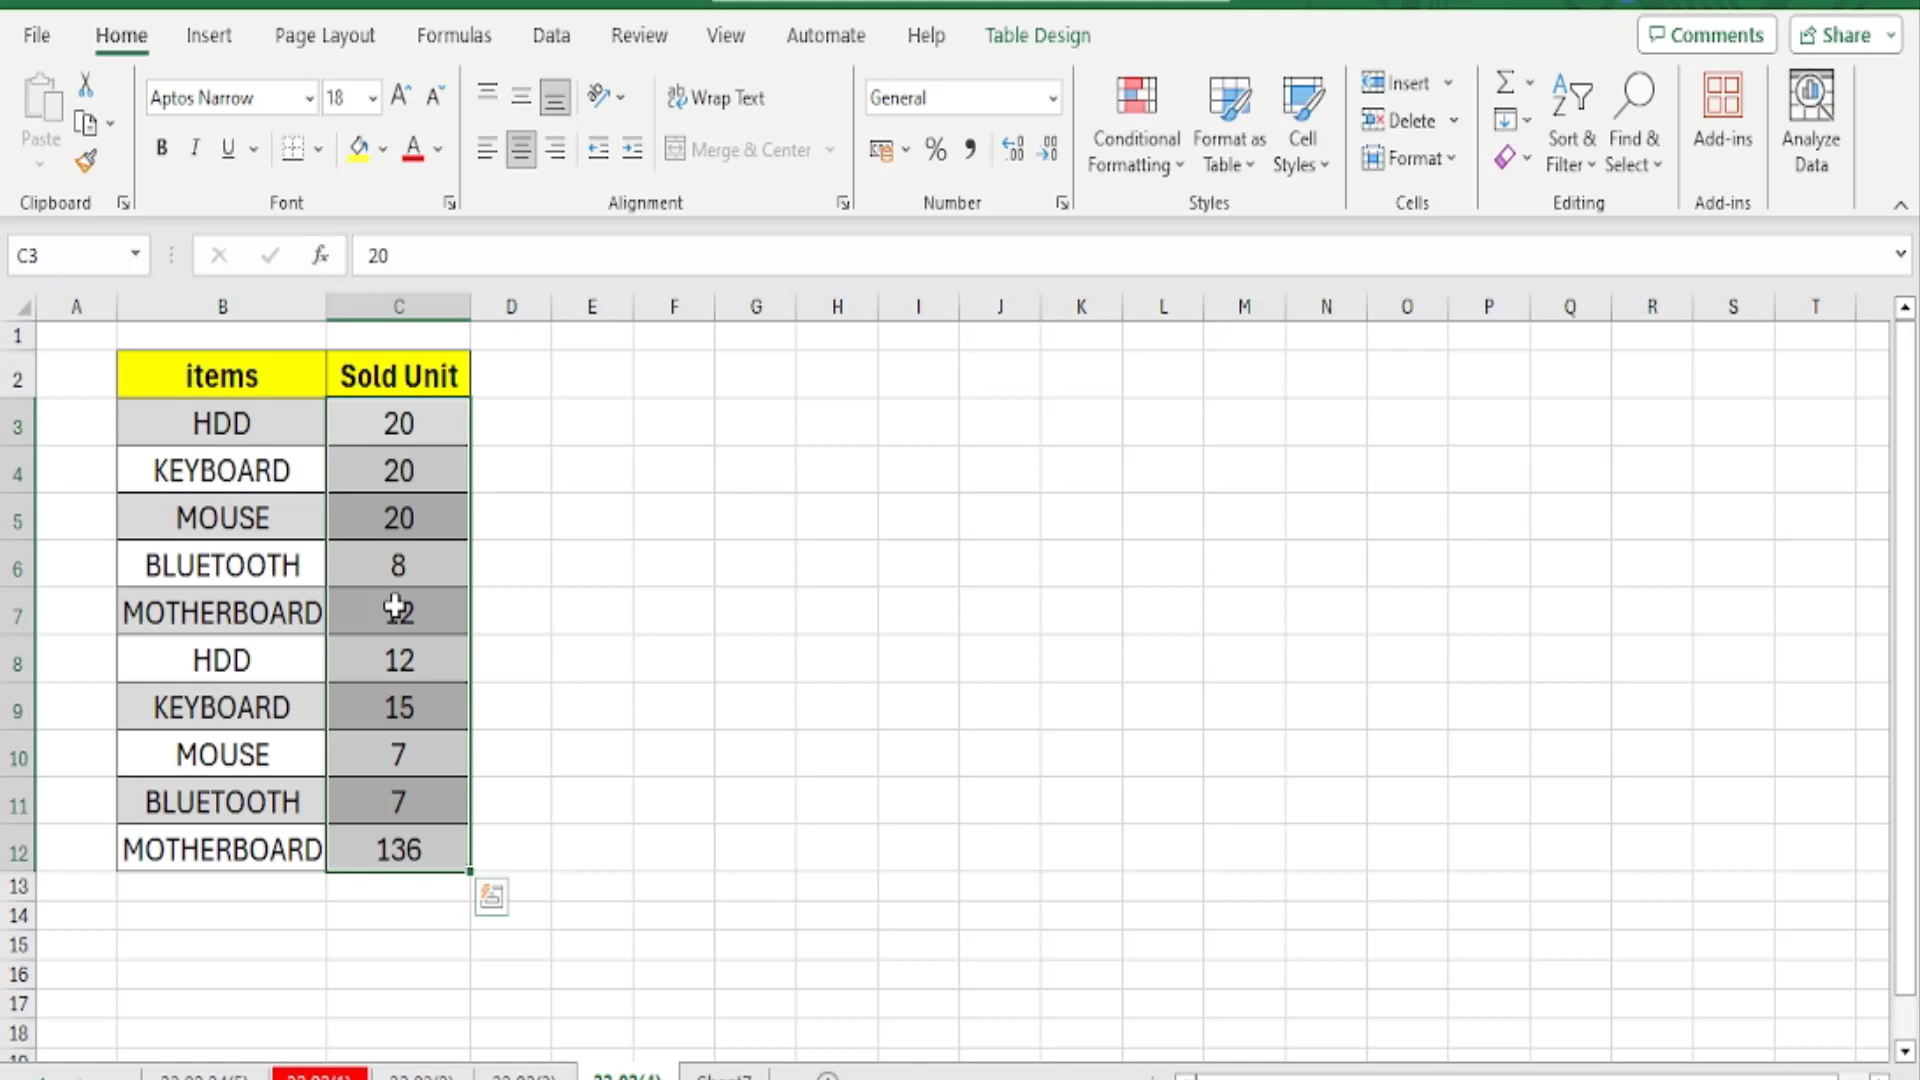 File Home Insert Page Layout Formulas Data Review View Automate Help Table Design Comments Share
Aptos Narrow 18 A^ A˅ Wrap Text General Insert Σ
Paste B I U A Merge & Center % , Conditional Formatting Format as Table Cell Styles Delete Format Sort & Filter Find & Select Add-ins Analyze Data
Clipboard Font Alignment Number Styles Cells Editing Add-ins
C3 fx 20
A B C D E F G H I J K L M N O P Q R S T
1
2 items Sold Unit
3 HDD 20
4 KEYBOARD 20
5 MOUSE 20
6 BLUETOOTH 8
7 MOTHERBOARD
8 HDD 12
9 KEYBOARD 15
10 MOUSE 7
11 BLUETOOTH 7
12 MOTHERBOARD 136
13
14
15
16
17
18